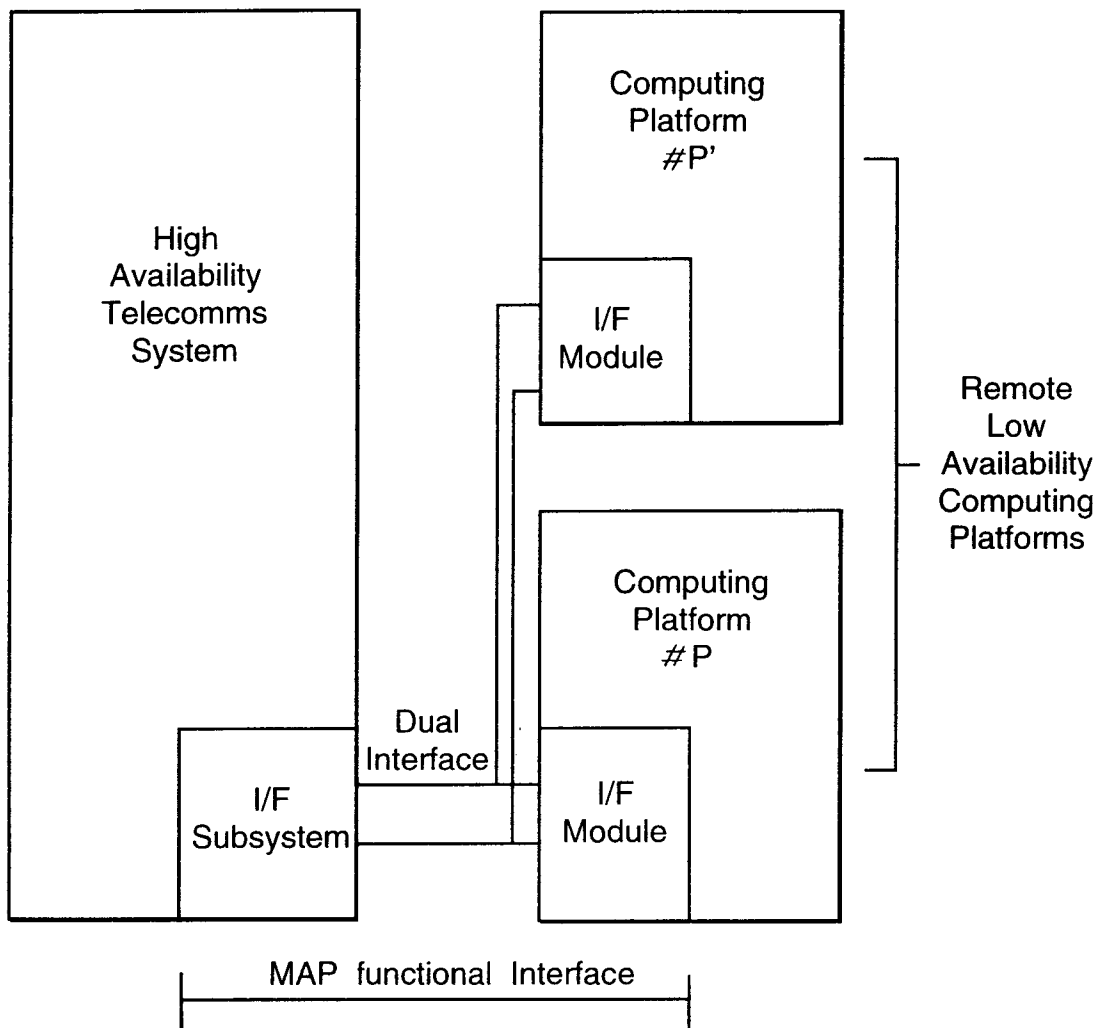 High
Availability
Telecomms
System
I/F
Subsystem
Dual
Interface
Computing
Platform
#P'
I/F
Module
Computing
Platform
#P
I/F
Module
Remote
Low
Availability
Computing
Platforms
MAP functional Interface